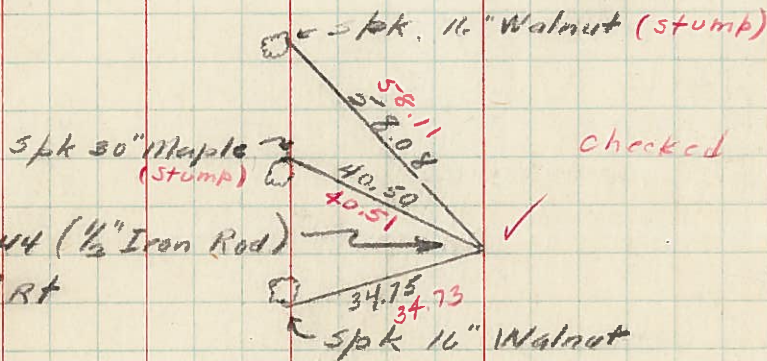 Spk. 16" Walnut (stump)
58.11
58.08
checked
Spk 30" Maple
(stump)
40.50
40.51
44 (1/2" Iron Rod)
Rt
34.75
34.73
Spk 16" Walnut